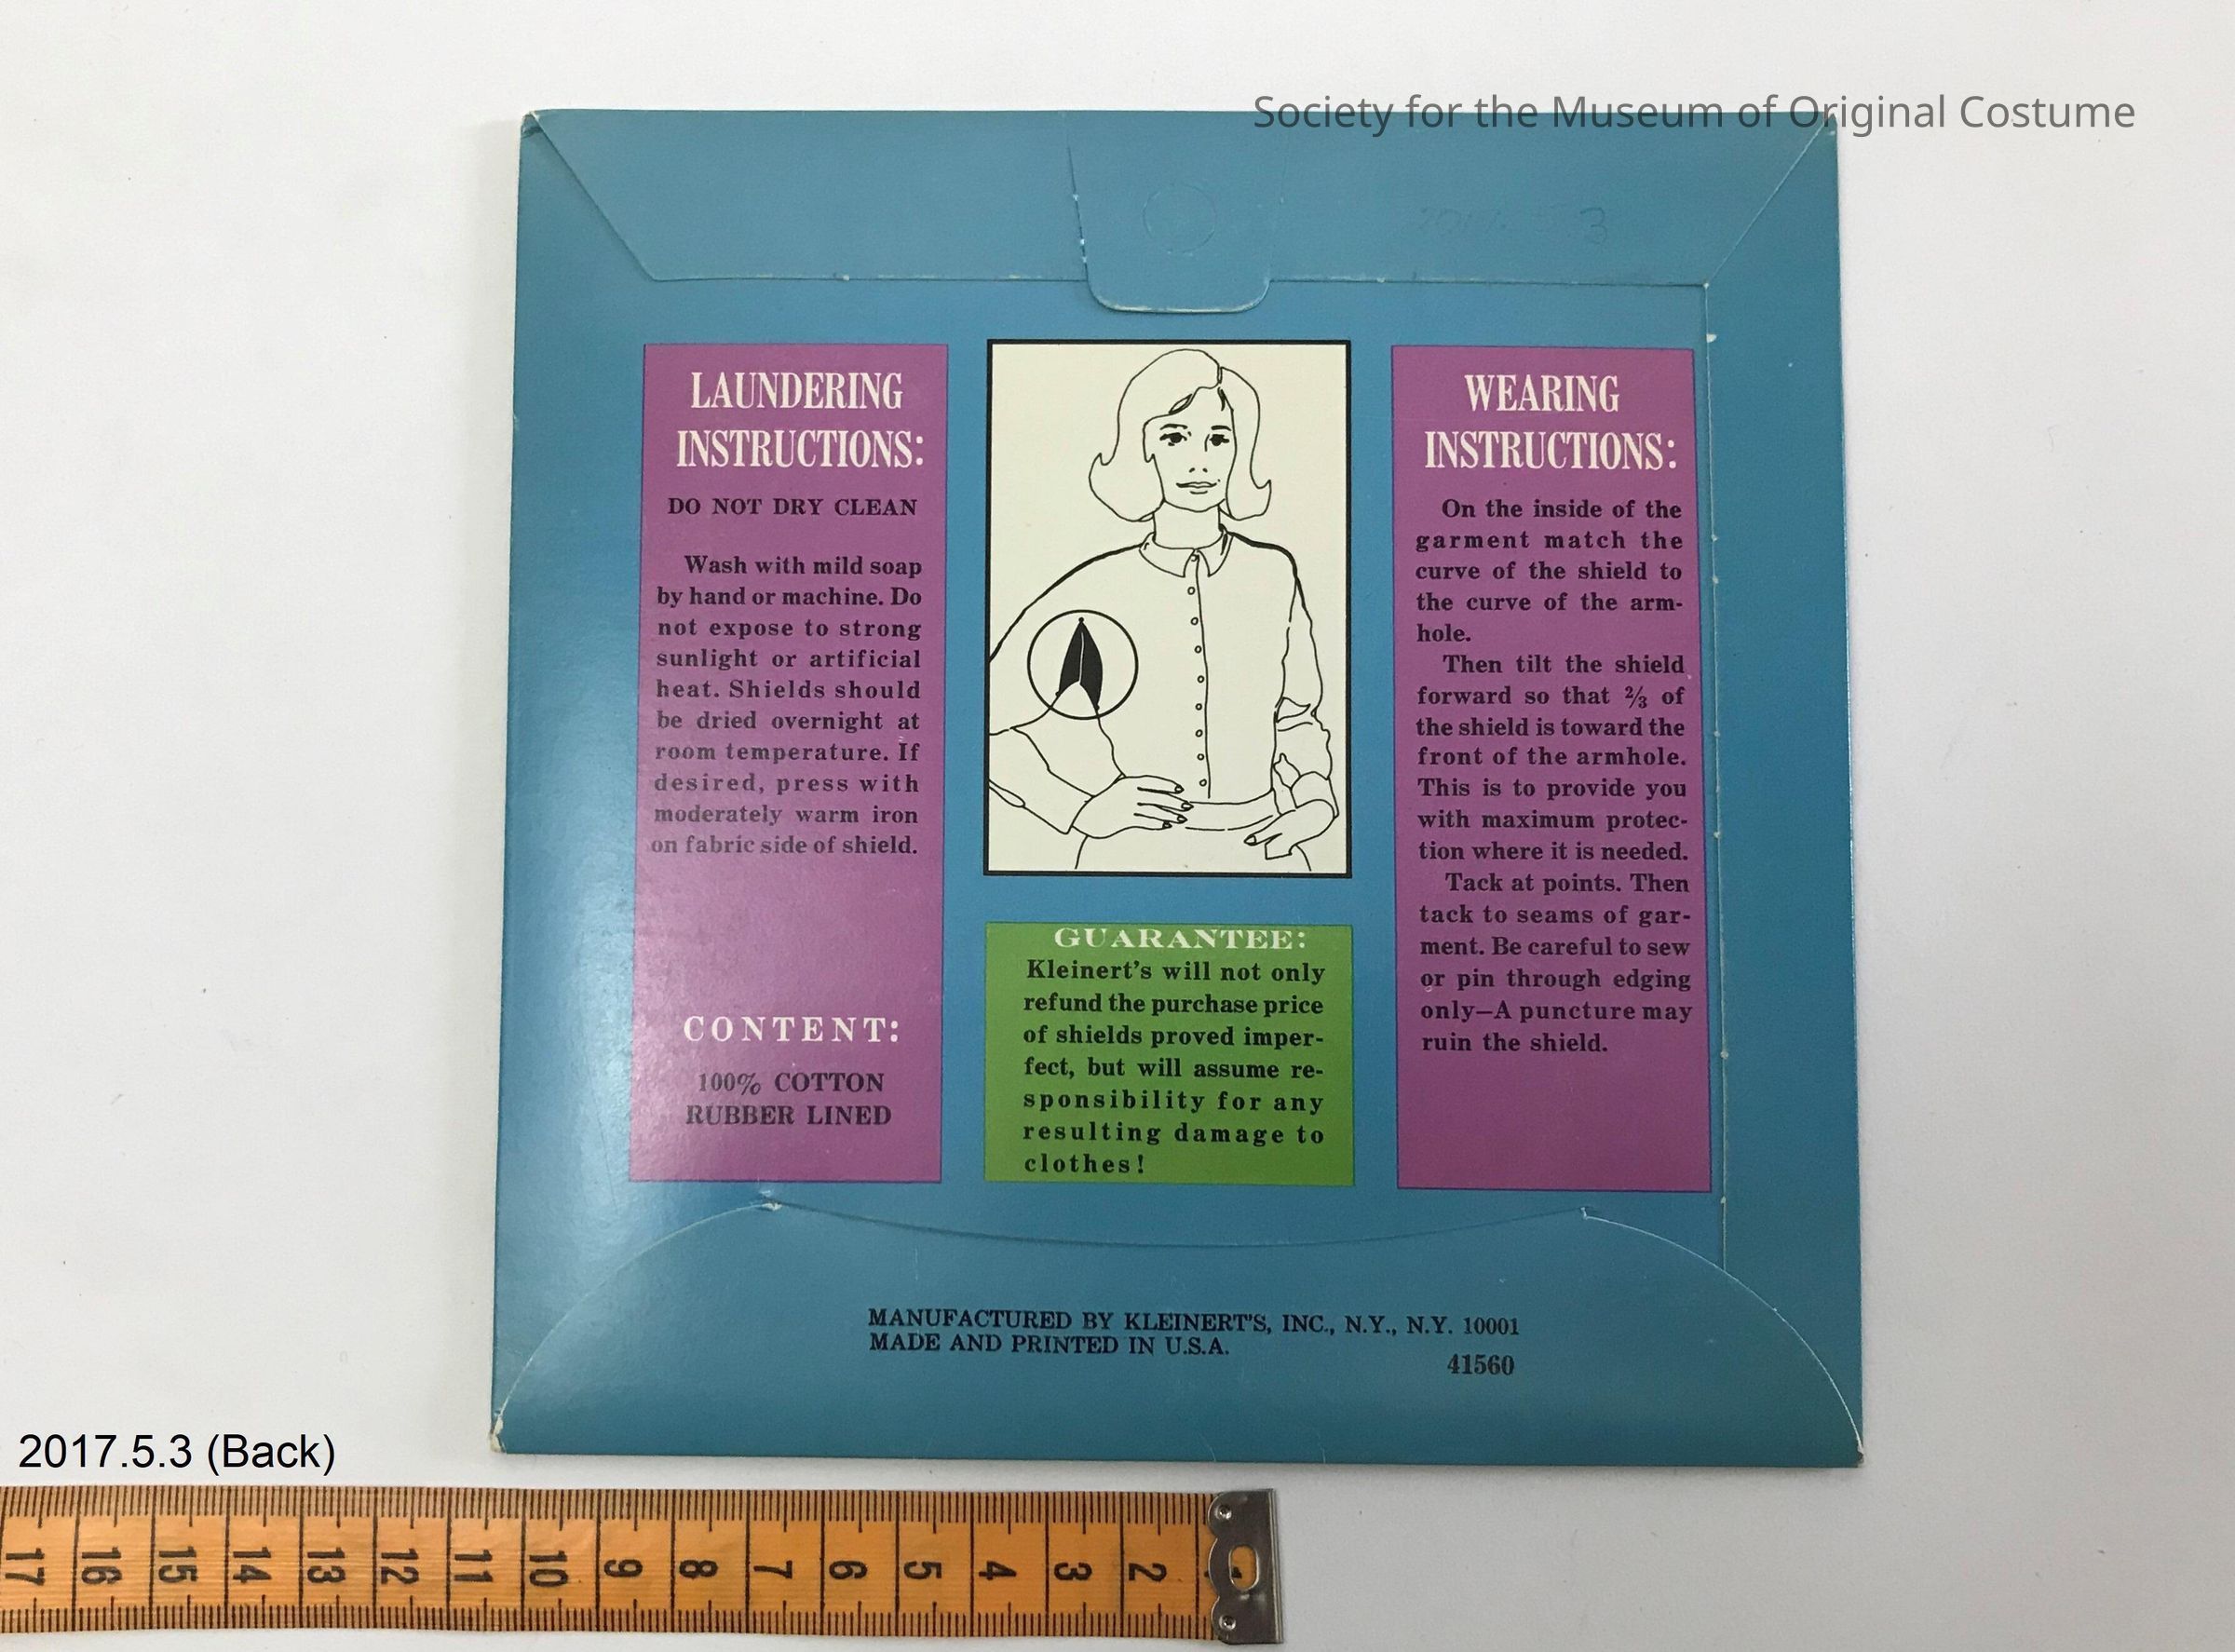 Society for the Museum of Original Costume
LAUNDERING
INSTRUCTIONS:
DO NOT DRY CLEAN
Wash with mild soap
by hand or machine. Do
not expose to strong
sunlight or artificial
heat. Shields should
be dried overnight at
room temperature. If
desired, press with
moderately warm iron
on fabric side of shield.
CONTENT:
100% COTTON
RUBBER LINED
GUARANTEE:
Kleinert's will not only
refund the purchase price
of shields proved imper-
fect, but will assume re-
sponsibility for any
resulting damage to
clothes!
WEARING
INSTRUCTIONS:
On the inside of the
garment match the
curve of the shield to
the curve of the arm-
hole.
Then tilt the shield
forward so that ⅔ of
the shield is toward the
front of the armhole.
This is to provide you
with maximum protec-
tion where it is needed.
Tack at points. Then
tack to seams of gar-
ment. Be careful to sew
or pin through edging
only—A puncture may
ruin the shield.
MANUFACTURED BY KLEINERT'S, INC., N.Y., N.Y. 10001
MADE AND PRINTED IN U.S.A.
41560
2017.5.3 (Back)
17 16 15 14 13 12 11 10 9 8 7 6 5 4 3 2